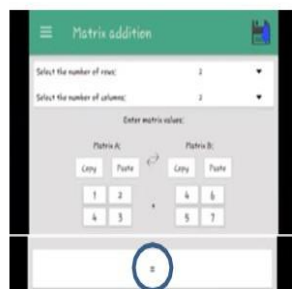 Matrix addition
Select the number of rows: 2
Select the number of columns: 2
Enter matrix values:
Matrix A: Matrix B:
Copy Paste Copy Paste
1 2 4 6
4 3 + 5 7
=